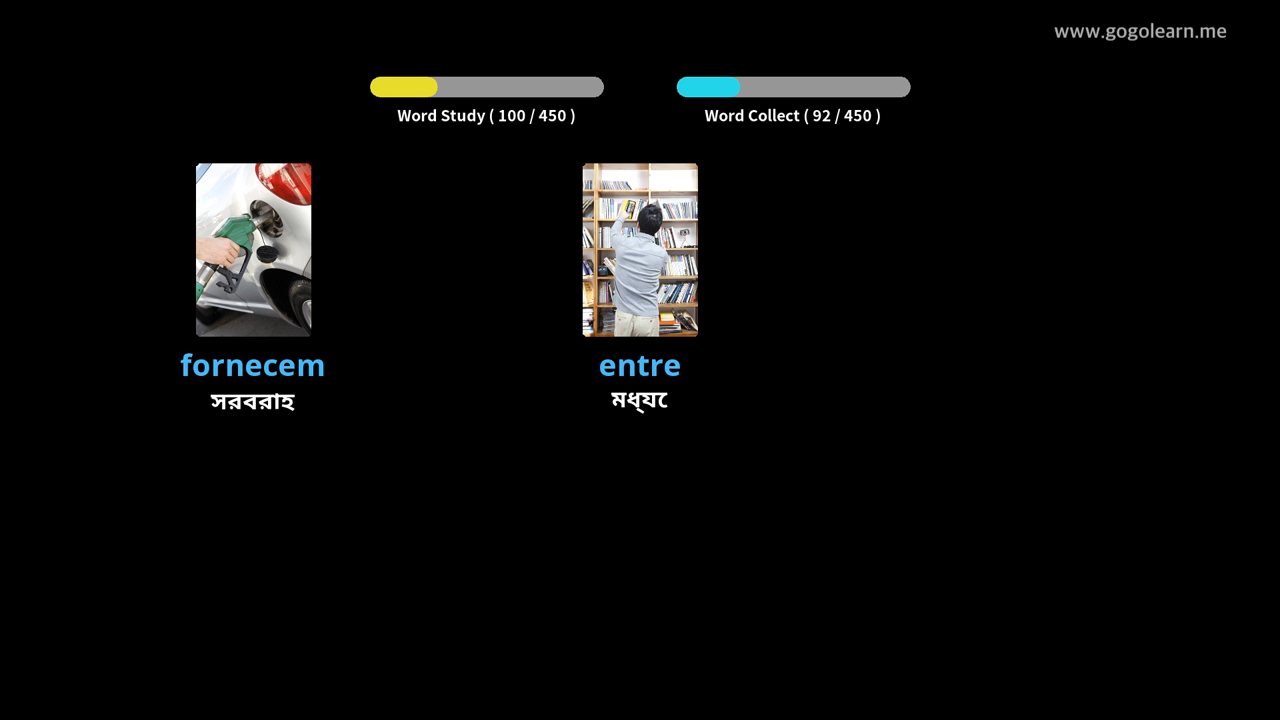 www.gogolearn.me
Word Study ( 100 / 450 )
Word Collect ( 92 / 450 )
fornecem
সরবরাহ
entre
মধ্যে